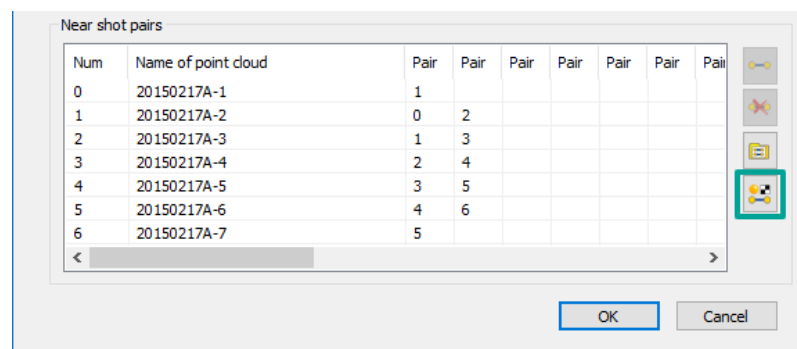 Near shot pairs
Num Name of point cloud Pair Pair Pair Pair Pair Pair Pair
0 20150217A-1 1
1 20150217A-2 0 2
2 20150217A-3 1 3
3 20150217A-4 2 4
4 20150217A-5 3 5
5 20150217A-6 4 6
6 20150217A-7 5
OK Cancel